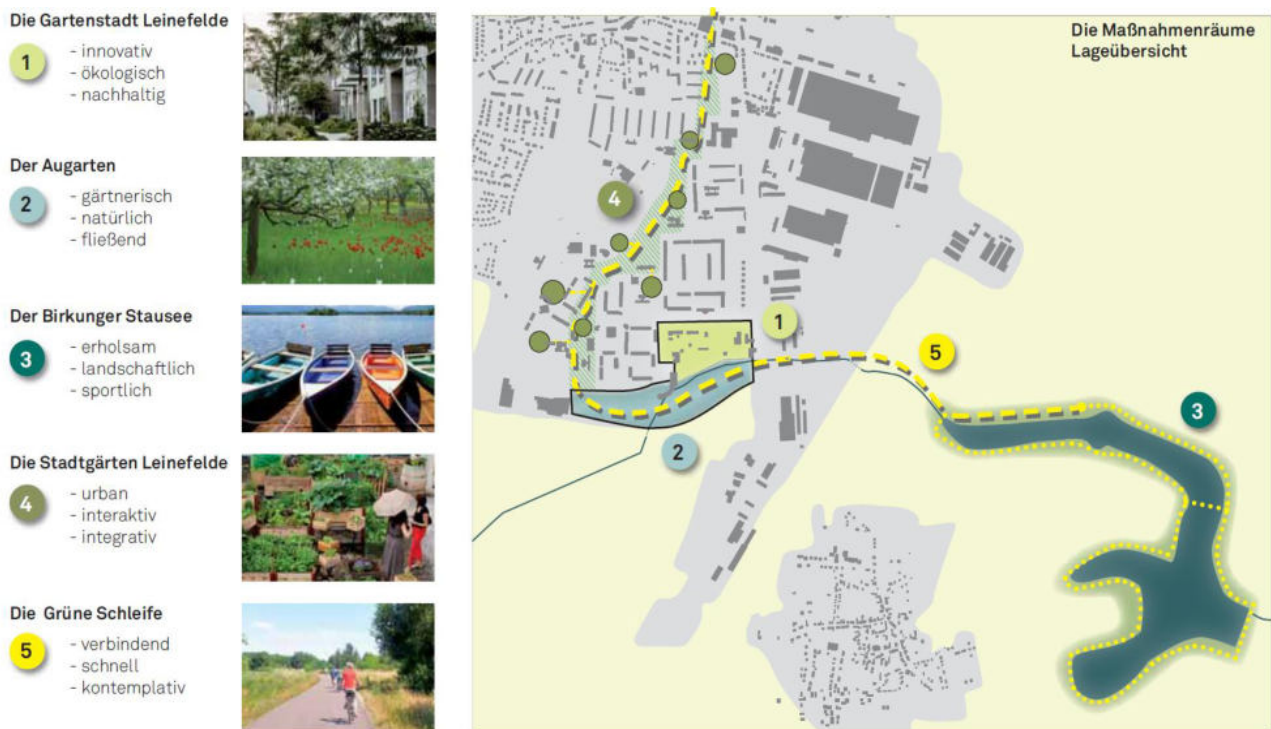 Die Gartenstadt Leinefelde
1
- innovativ
- ökologisch
- nachhaltig
Der Augarten
2
- gärtnerisch
- natürlich
- fließend
Der Birkunger Stausee
3
- erholsam
- landschaftlich
- sportlich
Die Stadtgärten Leinefelde
4
- urban
- interaktiv
- integrativ
Die Grüne Schleife
5
- verbindend
- schnell
- kontemplativ
Die Maßnahmenräume
Lageübersicht
4
1
5
3
2